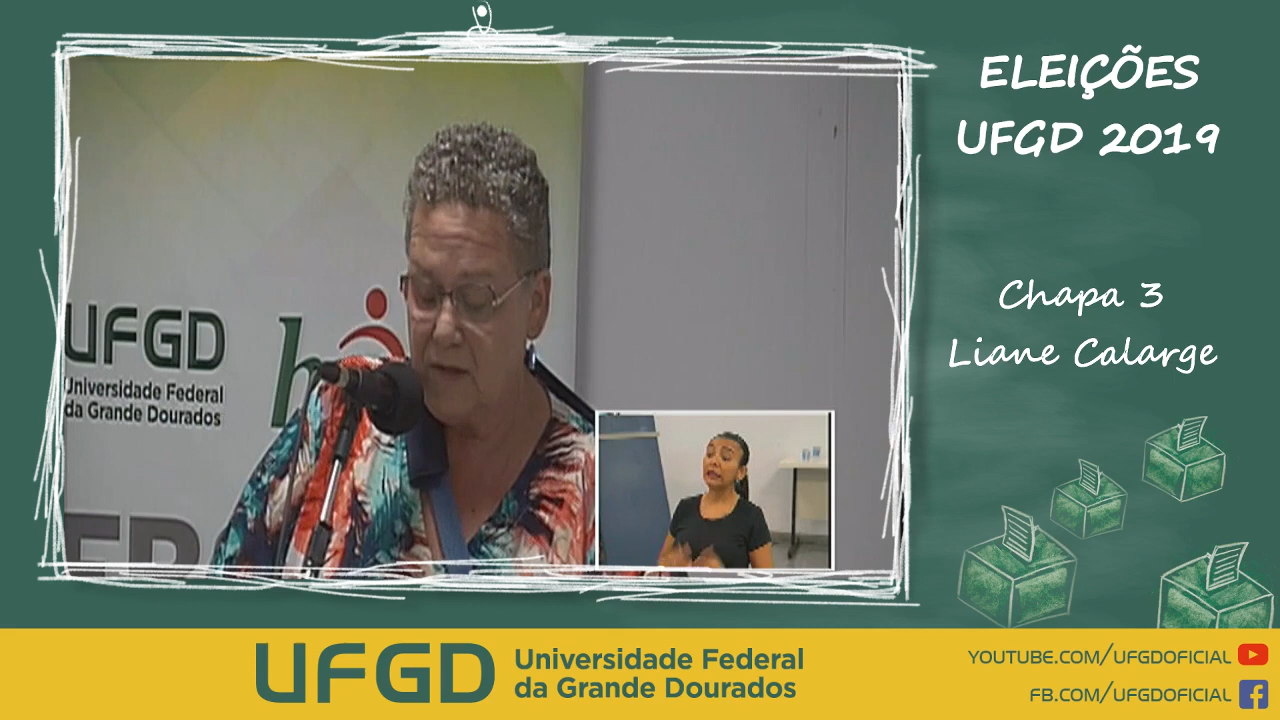 ELEIÇÕES
UFGD 2019
Chapa 3
Liane Calarge
UFGD
Universidade Federal
da Grande Dourados
UFGD
Universidade Federal
da Grande Dourados
YOUTUBE.COM/UFGDOFICIAL
FB.COM/UFGDOFICIAL